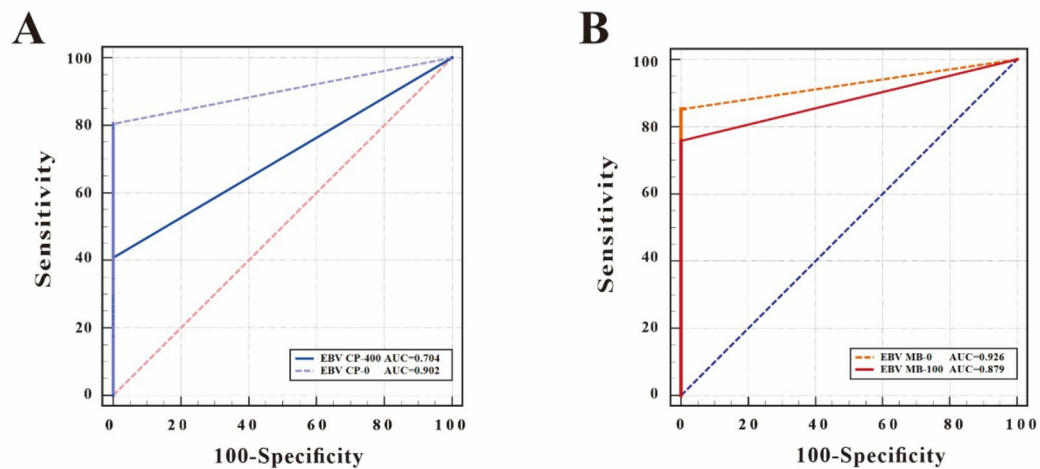 A
100
80
60
40
20
0
Sensitivity
EBV CP-400 AUC=0.704
EBV CP-0 AUC=0.902
0 20 40 60 80 100
100-Specificity
B
100
80
60
40
20
0
Sensitivity
EBV MB-0 AUC=0.926
EBV MB-100 AUC=0.879
0 20 40 60 80 100
100-Specificity